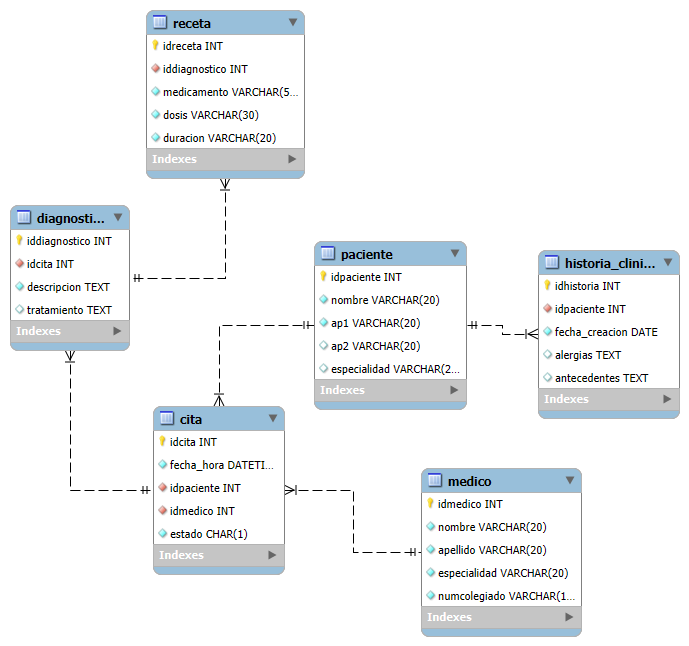 receta
idreceta INT
iddiagnostico INT
medicamento VARCHAR(5...
dosis VARCHAR(30)
duracion VARCHAR(20)
Indexes
diagnosti...
iddiagnostico INT
idcita INT
descripcion TEXT
tratamiento TEXT
Indexes
paciente
idpaciente INT
nombre VARCHAR(20)
ap1 VARCHAR(20)
ap2 VARCHAR(20)
especialidad VARCHAR(2...
Indexes
historia_clini...
idhistoria INT
idpaciente INT
fecha_creacion DATE
alergias TEXT
antecedentes TEXT
Indexes
cita
idcita INT
fecha_hora DATETI...
idpaciente INT
idmedico INT
estado CHAR(1)
Indexes
medico
idmedico INT
nombre VARCHAR(20)
apellido VARCHAR(20)
especialidad VARCHAR(20)
numcolegiado VARCHAR(1...
Indexes